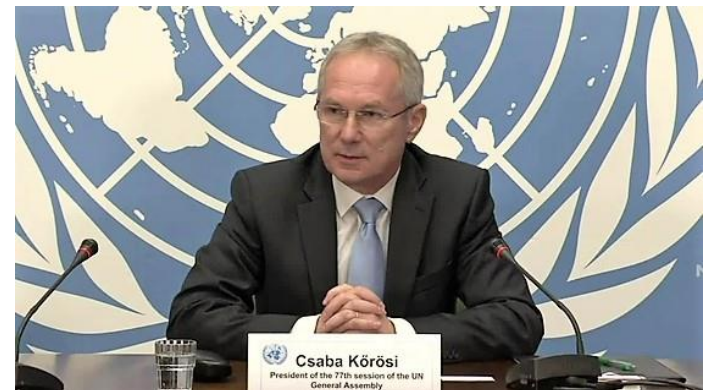 Csaba Kőrösi
President of the 77th session of the UN
General Assembly